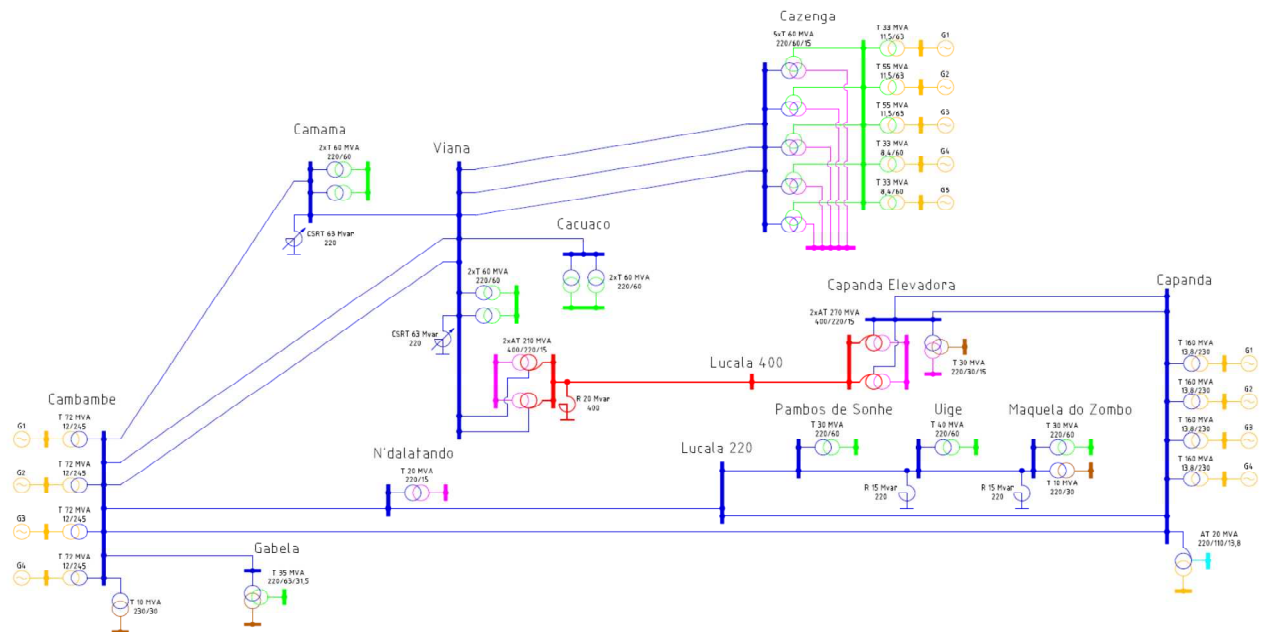 Cazenga
5xT 60 MVA
220/60/15
T 33 MVA
11,5/63
G1
T 55 MVA
11,5/63
G2
T 55 MVA
11,5/63
G3
T 33 MVA
8,4/60
G4
T 33 MVA
8,4/60
G5
Camama
2xT 60 MVA
220/60
CSRT 63 Mvar
220
Viana
Cacuaco
2xT 60 MVA
220/60
2xT 60 MVA
220/60
CSRT 63 Mvar
220
2xAT 210 MVA
400/220/15
R 20 Mvar
400
Lucala 400
Capanda Elevadora
2xAT 270 MVA
400/220/15
T 30 MVA
220/30/15
Capanda
T 160 MVA
13,8/230
G1
T 160 MVA
13,8/230
G2
T 160 MVA
13,8/230
G3
T 160 MVA
13,8/230
G4
AT 20 MVA
220/110/13,8
Cambambe
T 72 MVA
12/245
G1
T 72 MVA
12/245
G2
T 72 MVA
12/245
G3
T 72 MVA
12/245
G4
T 10 MVA
230/30
Gabela
T 35 MVA
220/63/31,5
N'dalatando
T 20 MVA
220/15
Lucala 220
Pambos de Sonhe
T 30 MVA
220/60
Uige
T 40 MVA
220/60
R 15 Mvar
220
Maquela do Zombo
T 30 MVA
220/60
R 15 Mvar
220
T 10 MVA
220/30